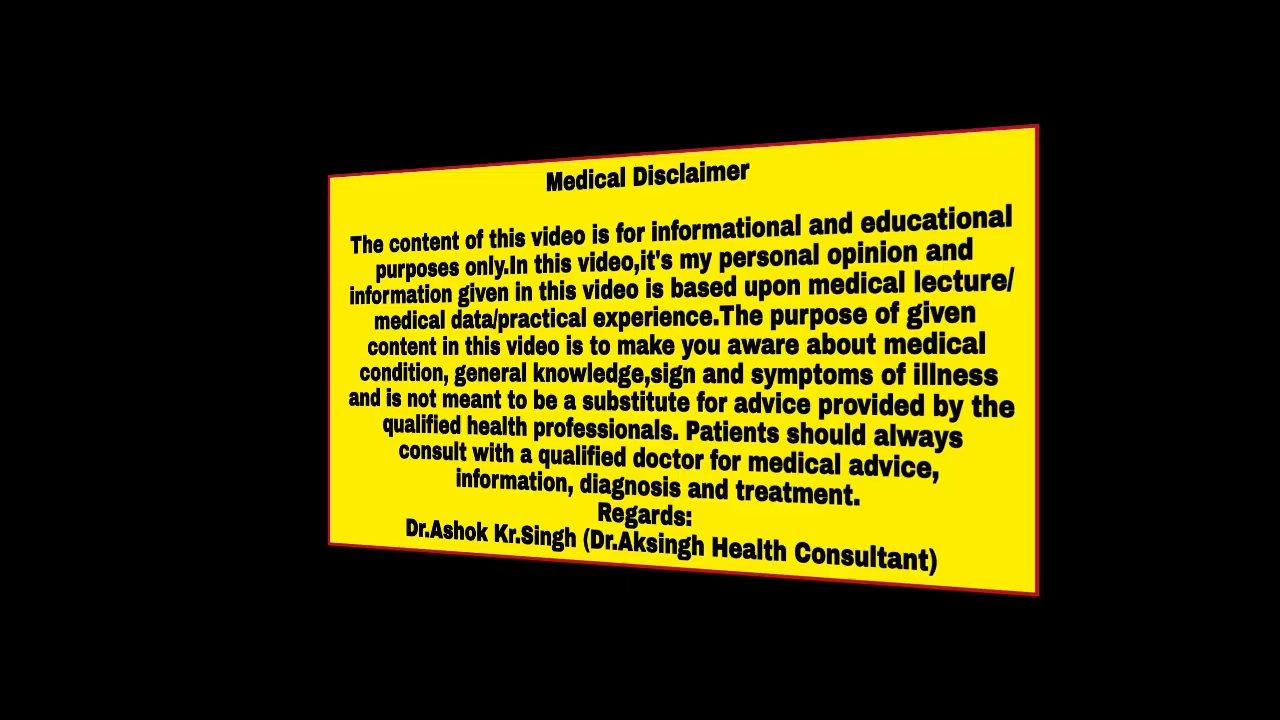 Medical Disclaimer
The content of this video is for informational and educational
purposes only.In this video,it's my personal opinion and
information given in this video is based upon medical lecture/
medical data/practical experience.The purpose of given
content in this video is to make you aware about medical
condition, general knowledge,sign and symptoms of illness
and is not meant to be a substitute for advice provided by the
qualified health professionals. Patients should always
consult with a qualified doctor for medical advice,
information, diagnosis and treatment.
Regards:
Dr.Ashok Kr.Singh (Dr.Aksingh Health Consultant)